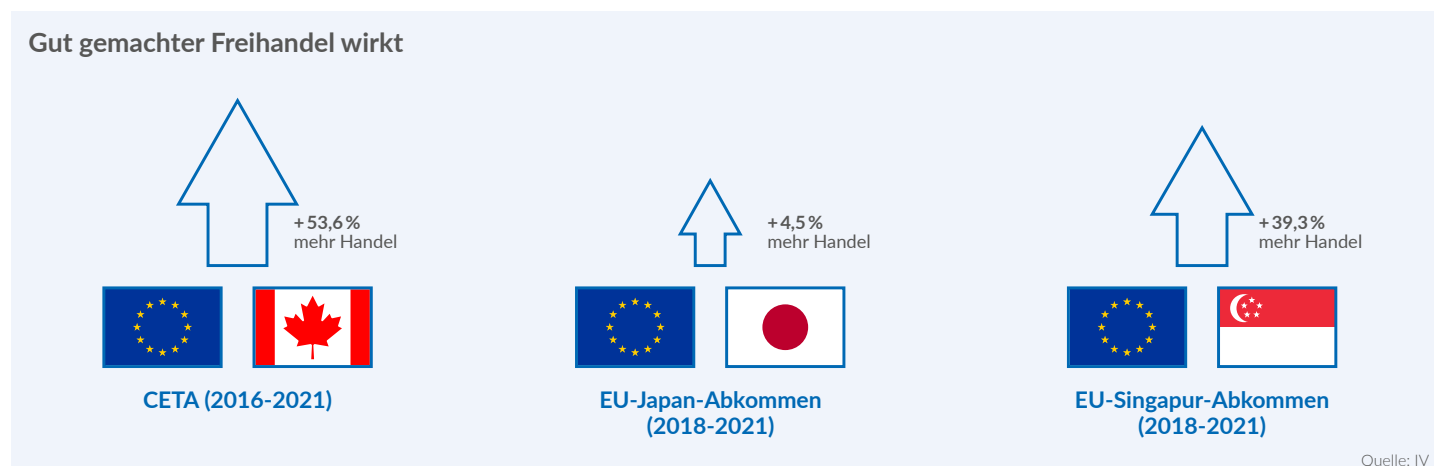 Gut gemachter Freihandel wirkt
+53,6%
mehr Handel
CETA (2016-2021)
+4,5%
mehr Handel
EU-Japan-Abkommen
(2018-2021)
+39,3%
mehr Handel
EU-Singapur-Abkommen
(2018-2021)
Quelle: IV